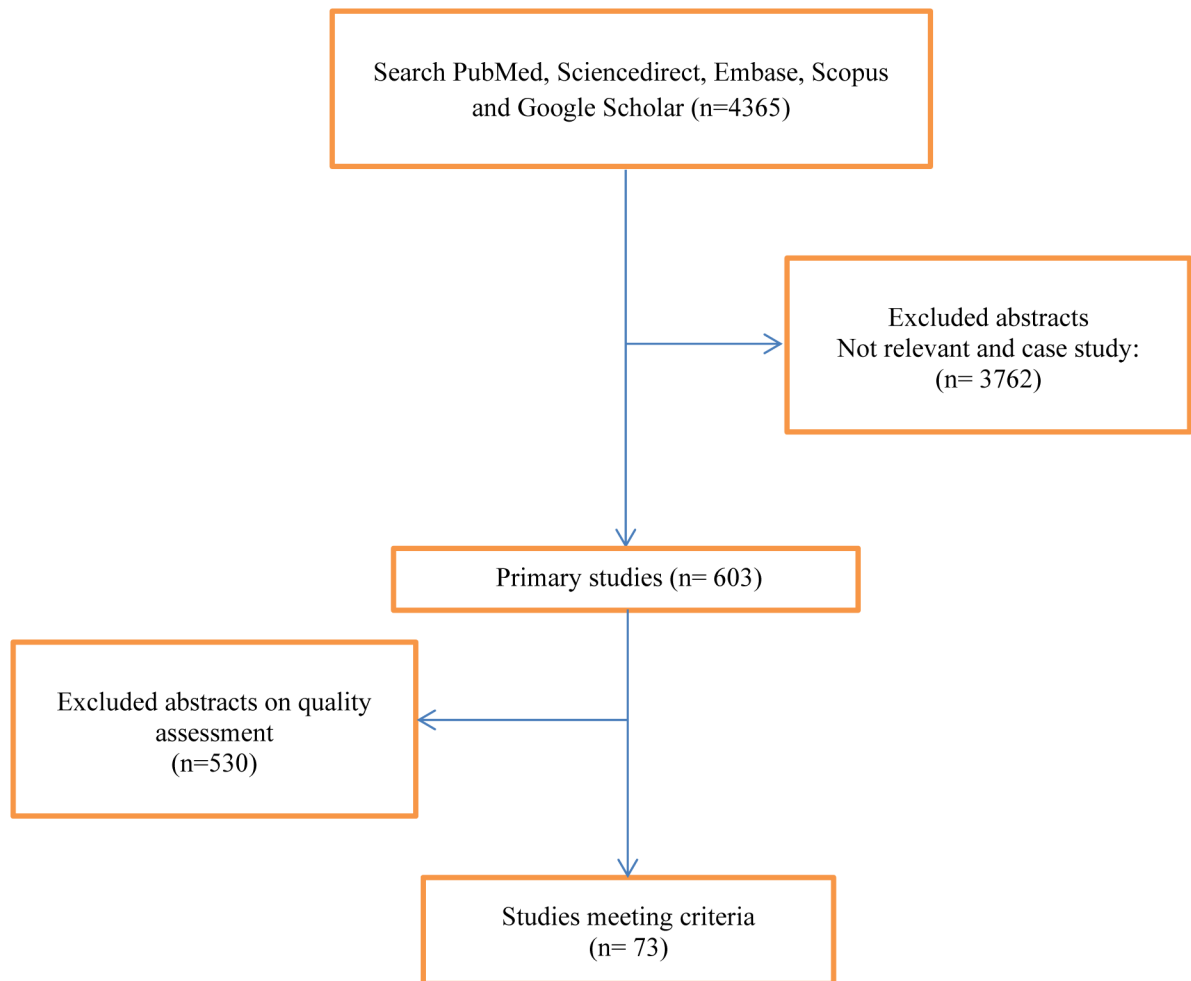 Search PubMed, Sciencedirect, Embase, Scopus
and Google Scholar (n=4365)
Excluded abstracts
Not relevant and case study:
(n= 3762)
Primary studies (n= 603)
Excluded abstracts on quality
assessment
(n=530)
Studies meeting criteria
(n= 73)